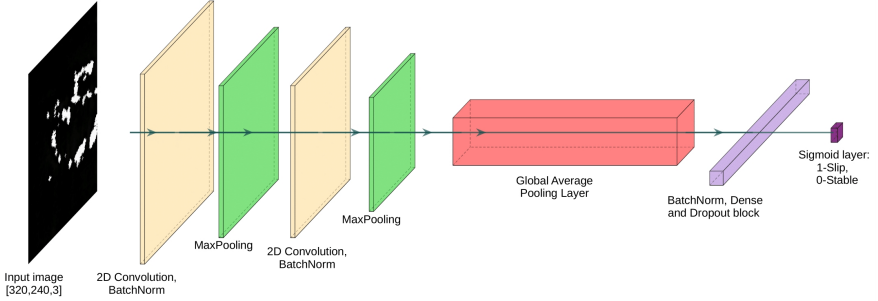 Input image
[320,240,3]
2D Convolution,
BatchNorm
MaxPooling
2D Convolution,
BatchNorm
MaxPooling
Global Average
Pooling Layer
BatchNorm, Dense
and Dropout block
Sigmoid layer:
1-Slip,
0-Stable